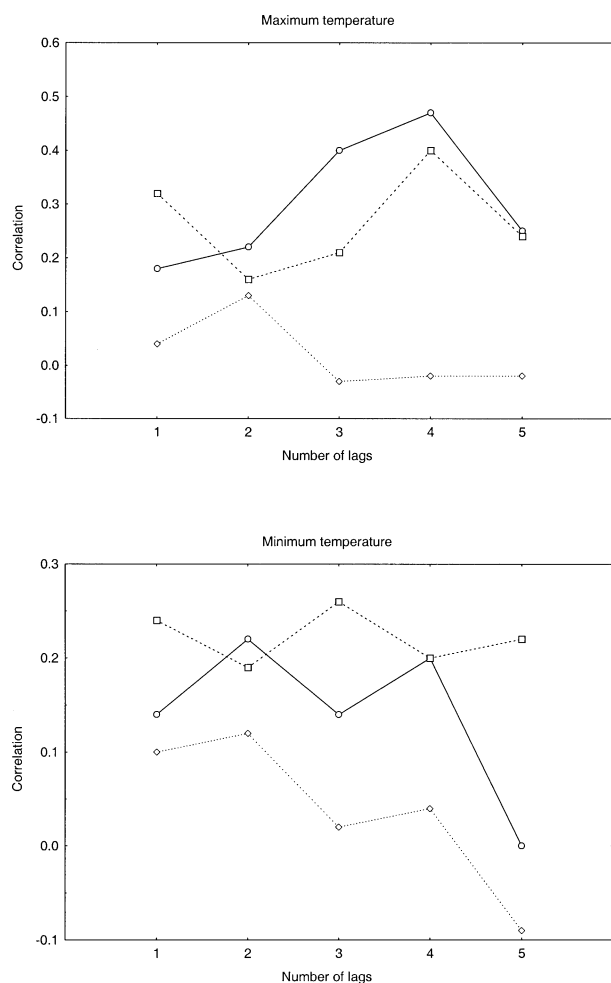 Maximum temperature
0.6
0.5
0.4
0.3
0.2
0.1
0.0
-0.1
Correlation
1 2 3 4 5
Number of lags
Minimum temperature
0.3
0.2
0.1
0.0
-0.1
Correlation
1 2 3 4 5
Number of lags